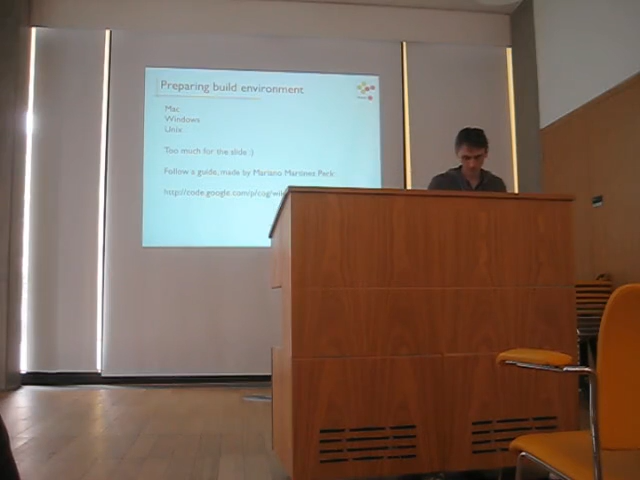 Preparing build environment
Mac
Windows
Unix
Too much for the slide :)
Follow a guide, made by Mariano Martinez Peck:
http://code.google.com/p/cog/wiki